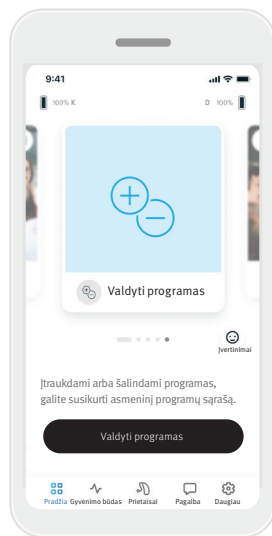 9:41
100% K
D 100%
Valdyti programas
Įvertinimai
Įtraukdami arba šalindami programas,
galite susikurti asmeninį programų sąrašą.
Valdyti programas
Pradžia Gyvenimo būdas Prietaisai Pagalba Daugiau